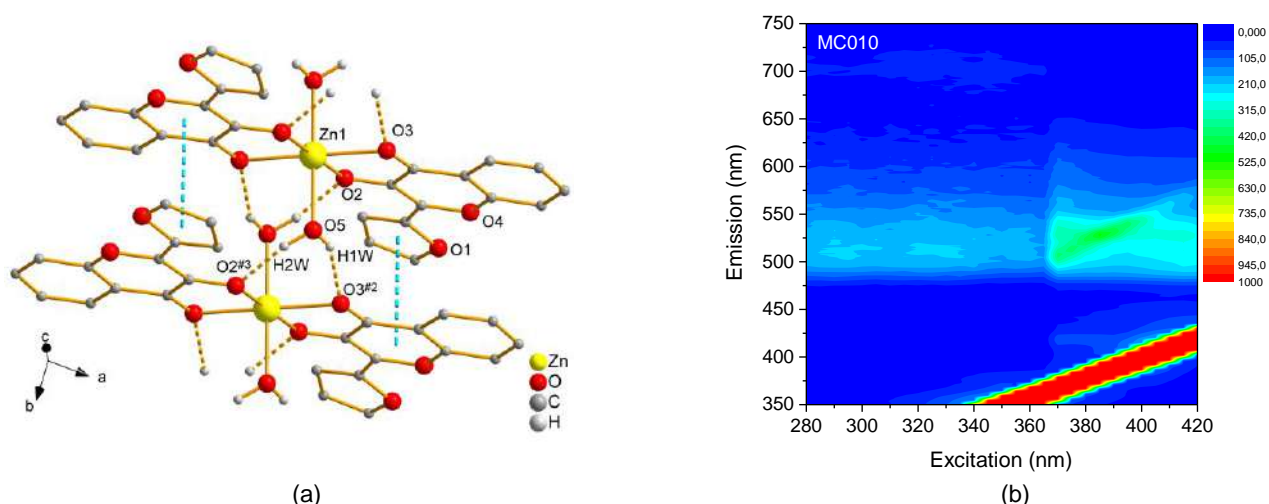 Zn1
O3
O2
O4
O5
O1
H2W
H1W
O2#3
O3#2
c
a
b
Zn
O
C
H
(a)
MC010
750
700
650
600
550
500
450
400
350
Emission (nm)
280 300 320 340 360 380 400 420
Excitation (nm)
0,000
105,0
210,0
315,0
420,0
525,0
630,0
735,0
840,0
945,0
1000
(b)